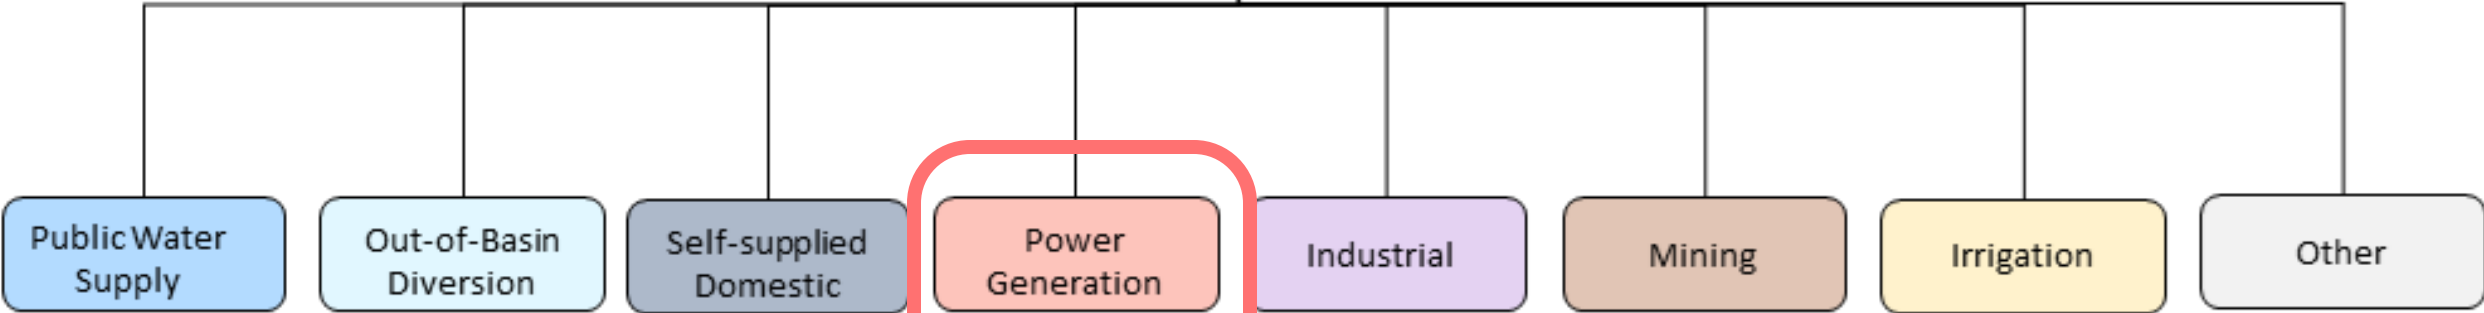 Public Water
Supply
Out-of-Basin
Diversion
Self-supplied
Domestic
Power
Generation
Industrial
Mining
Irrigation
Other